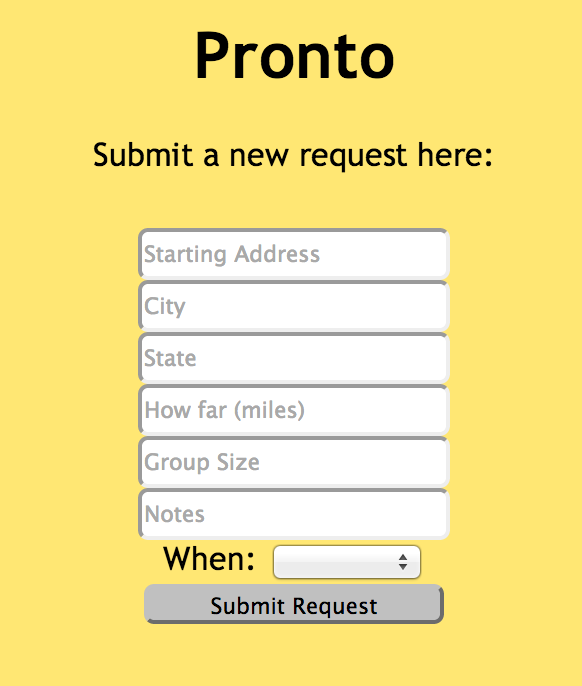 Pronto
Submit a new request here:
Starting Address
City
State
How far (miles)
Group Size
Notes
When:
Submit Request